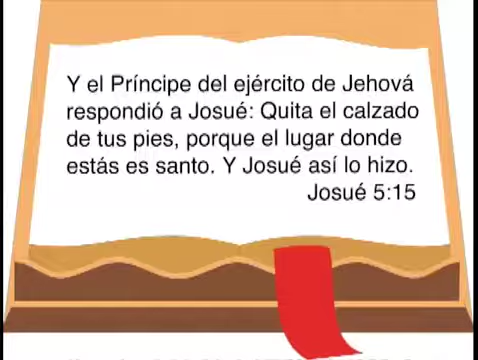 Y el Príncipe del ejército de Jehová
respondió a Josué: Quita el calzado
de tus pies, porque el lugar donde
estás es santo. Y Josué así lo hizo.
Josué 5:15